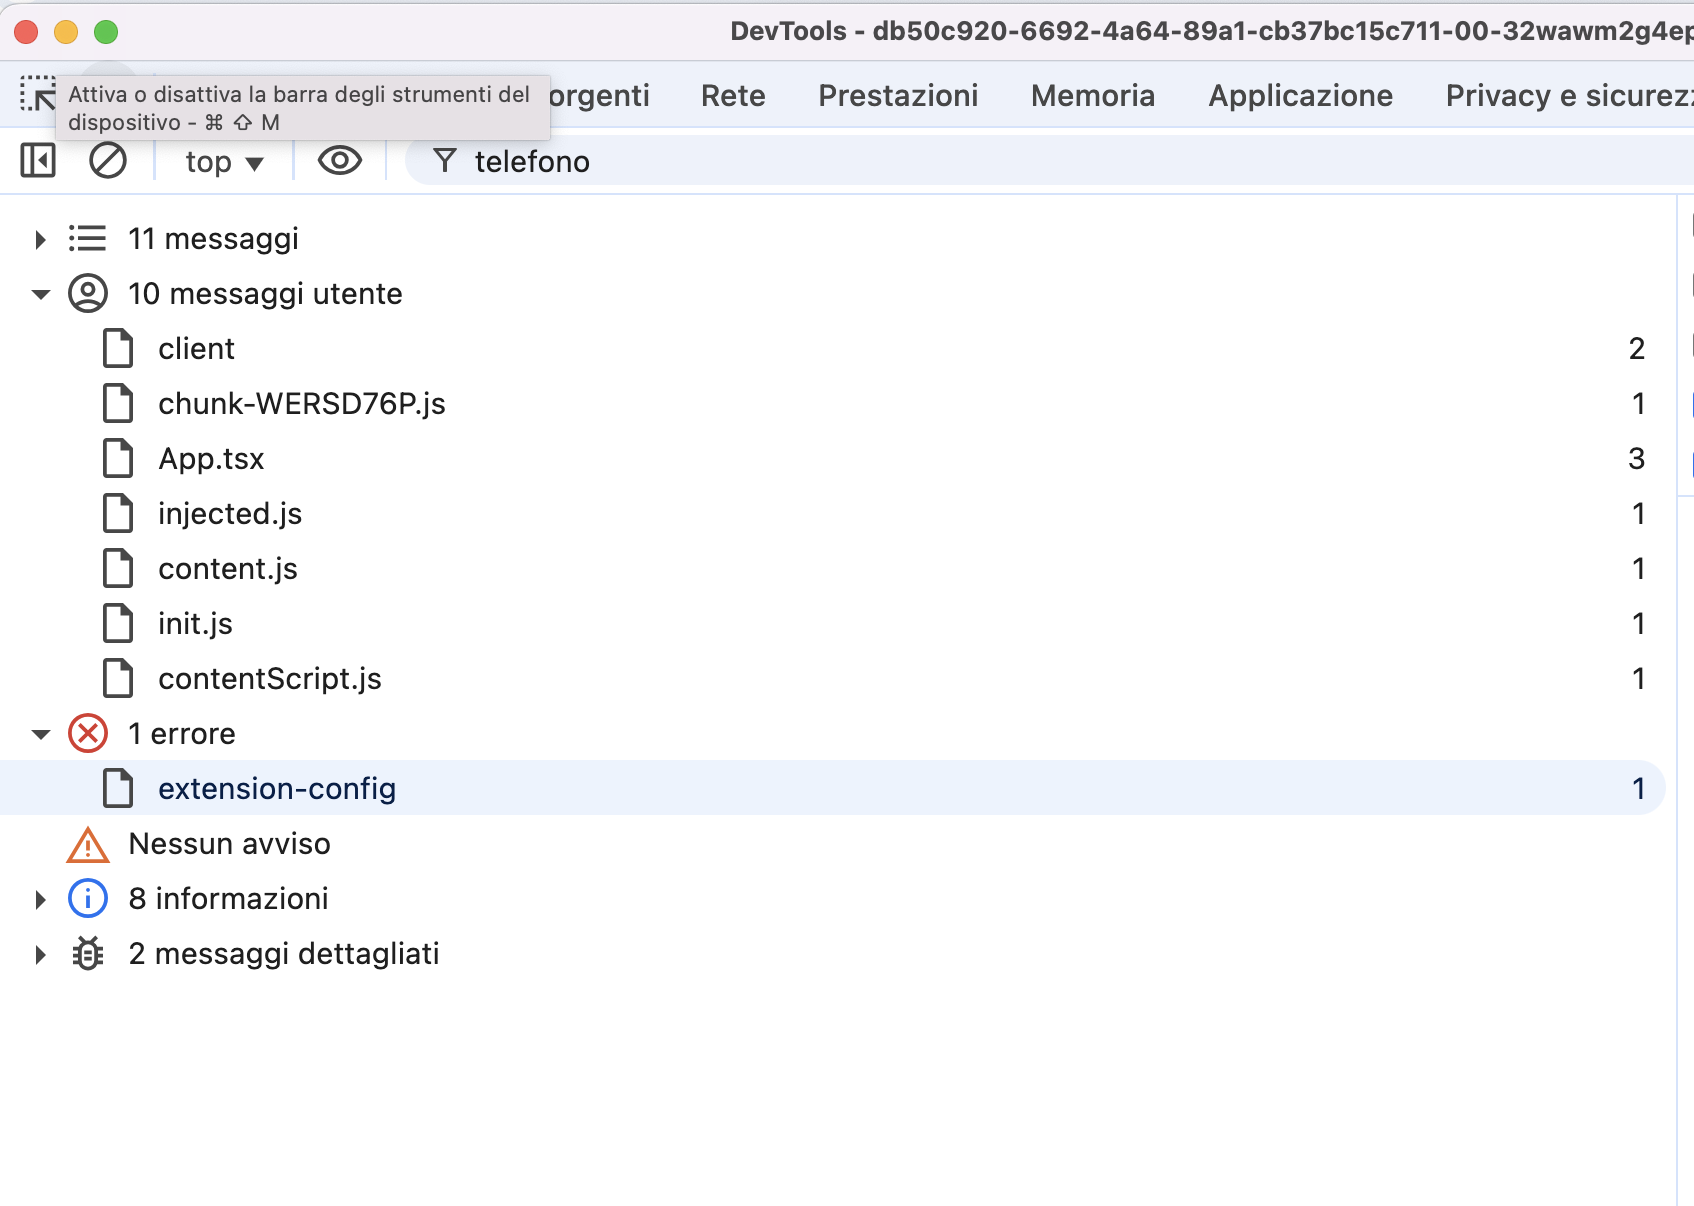 DevTools - db50c920-6692-4a64-89a1-cb37bc15c711-00-32wawm2g4ep
Attiva o disattiva la barra degli strumenti del
dispositivo - ⌘ ⇧ M
orgenti Rete Prestazioni Memoria Applicazione Privacy e sicurezz
top telefono
11 messaggi
10 messaggi utente
client 2
chunk-WERSD76P.js 1
App.tsx 3
injected.js 1
content.js 1
init.js 1
contentScript.js 1
1 errore
extension-config 1
Nessun avviso
8 informazioni
2 messaggi dettagliati